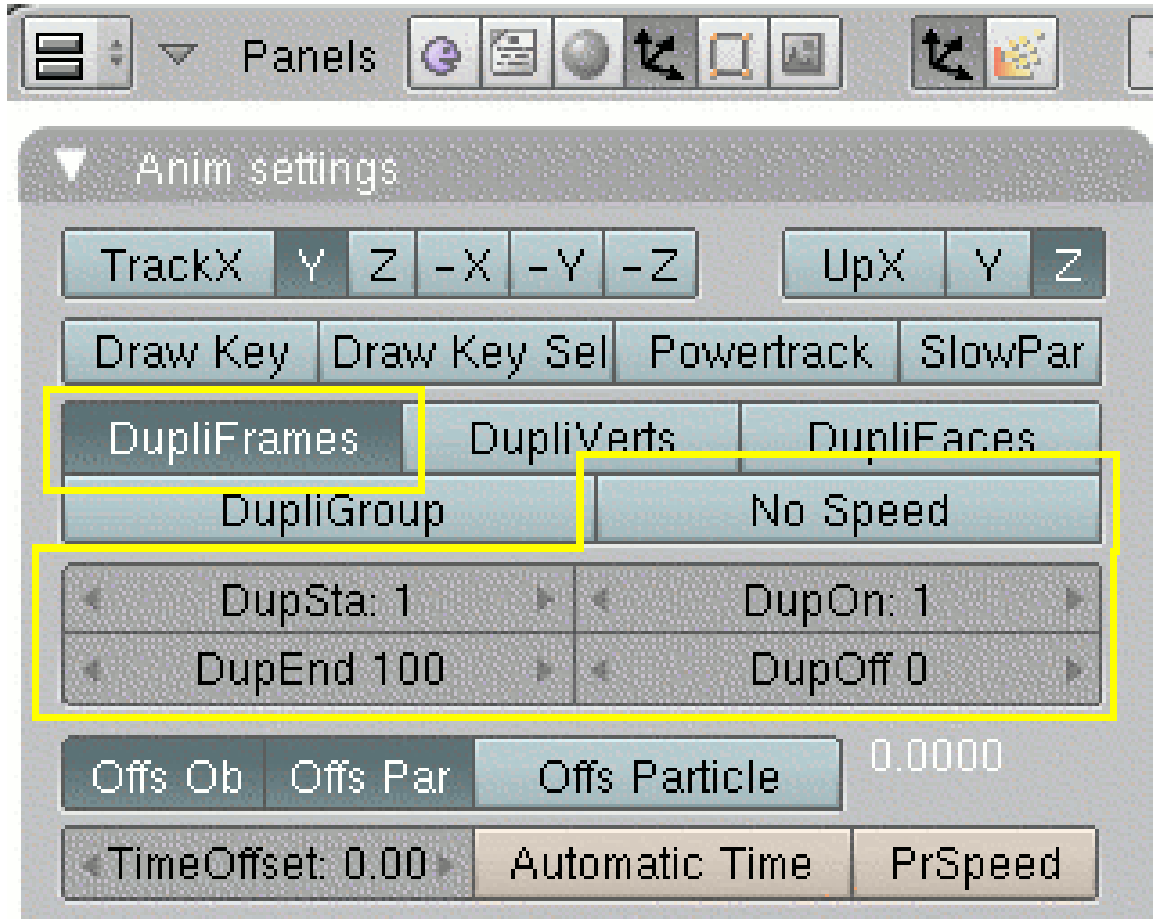 Panels
Anim settings
TrackX Y Z -X -Y -Z UpX Y Z
Draw Key Draw Key Sel Powertrack SlowPar
DupliFrames DupliVerts DupliFaces
DupliGroup No Speed
DupSta: 1 DupOn: 1
DupEnd 100 DupOff 0
Offs Ob Offs Par Offs Particle 0.0000
TimeOffset: 0.00 Automatic Time PrSpeed